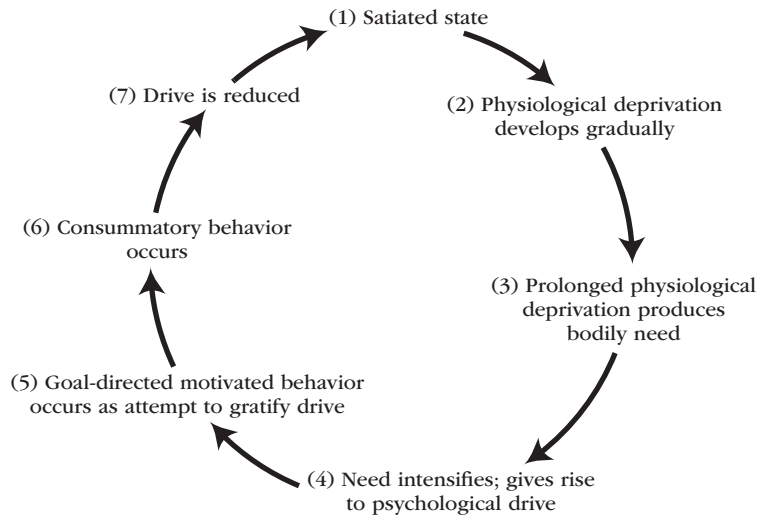 (1) Satiated state
(2) Physiological deprivation
develops gradually
(3) Prolonged physiological
deprivation produces
bodily need
(4) Need intensifies; gives rise
to psychological drive
(5) Goal-directed motivated behavior
occurs as attempt to gratify drive
(6) Consummatory behavior
occurs
(7) Drive is reduced